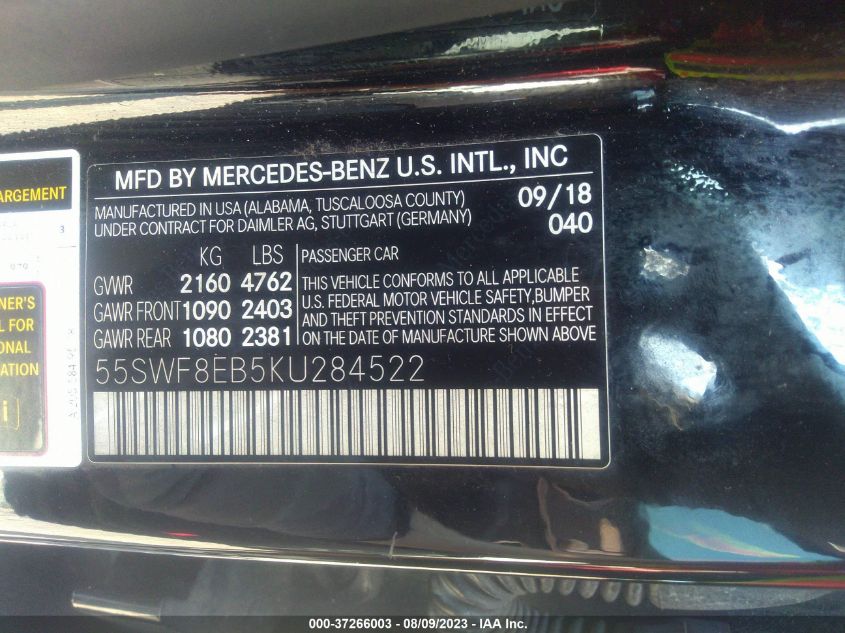 MFD BY MERCEDES-BENZ U.S. INTL., INC
MANUFACTURED IN USA (ALABAMA, TUSCALOOSA COUNTY) 09/18
UNDER CONTRACT FOR DAIMLER AG, STUTTGART (GERMANY) 040
KG LBS PASSENGER CAR
GVWR 2160 4762
GAWR FRONT 1090 2403
GAWR REAR 1080 2381
THIS VEHICLE CONFORMS TO ALL APPLICABLE
U.S. FEDERAL MOTOR VEHICLE SAFETY,BUMPER
AND THEFT PREVENTION STANDARDS IN EFFECT
ON THE DATE OF MANUFACTURE SHOWN ABOVE
55SWF8EB5KU284522
ARGEMENT
3
NER'S
L FOR
ONAL
ATION
i
000-37266003 - 08/09/2023 - IAA Inc.